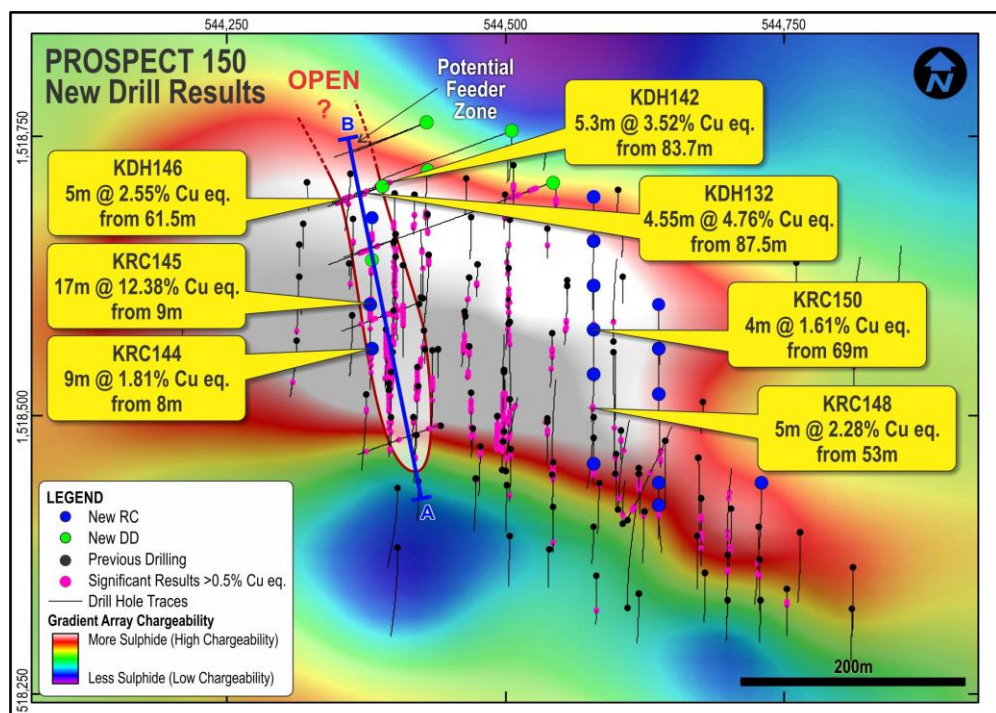 544,250
544,500
544,750
PROSPECT 150
New Drill Results
OPEN
?
Potential
Feeder
Zone
N
B
1,518,750
KDH142
5.3m @ 3.52% Cu eq.
from 83.7m
KDH146
5m @ 2.55% Cu eq.
from 61.5m
KDH132
4.55m @ 4.76% Cu eq.
from 87.5m
KRC145
17m @ 12.38% Cu eq.
from 9m
KRC150
4m @ 1.61% Cu eq.
from 69m
KRC144
9m @ 1.81% Cu eq.
from 8m
KRC148
5m @ 2.28% Cu eq.
from 53m
1,518,500
A
LEGEND
New RC
New DD
Previous Drilling
Significant Results >0.5% Cu eq.
Drill Hole Traces
Gradient Array Chargeability
More Sulphide (High Chargeability)
Less Sulphide (Low Chargeability)
200m
518,250